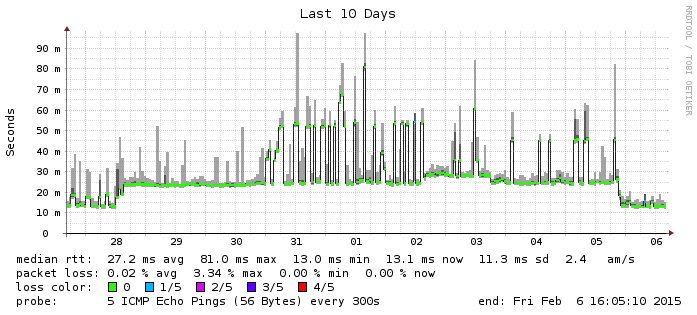 Last 10 Days
RRDTOOL / TOBI OETIKER
Seconds
90 m
80 m
70 m
60 m
50 m
40 m
30 m
20 m
10 m
0
28 29 30 31 01 02 03 04 05 06
median rtt: 27.2 ms avg 81.0 ms max 13.0 ms min 13.1 ms now 11.3 ms sd 2.4 am/s
packet loss: 0.02 % avg 3.34 % max 0.00 % min 0.00 % now
loss color: 0 1/5 2/5 3/5 4/5
probe: 5 ICMP Echo Pings (56 Bytes) every 300s end: Fri Feb 6 16:05:10 2015